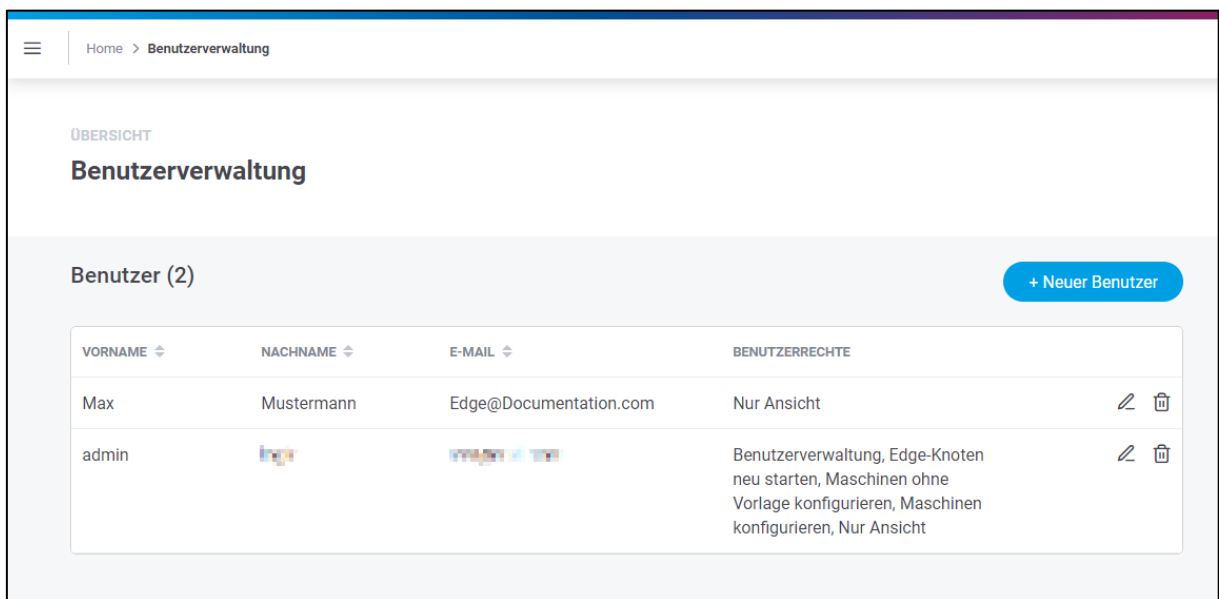 Home > Benutzerverwaltung
ÜBERSICHT
Benutzerverwaltung
Benutzer (2)
+ Neuer Benutzer
VORNAME NACHNAME E-MAIL BENUTZERRECHTE
Max Mustermann Edge@Documentation.com Nur Ansicht
admin Benutzerverwaltung, Edge-Knoten
neu starten, Maschinen ohne
Vorlage konfigurieren, Maschinen
konfigurieren, Nur Ansicht